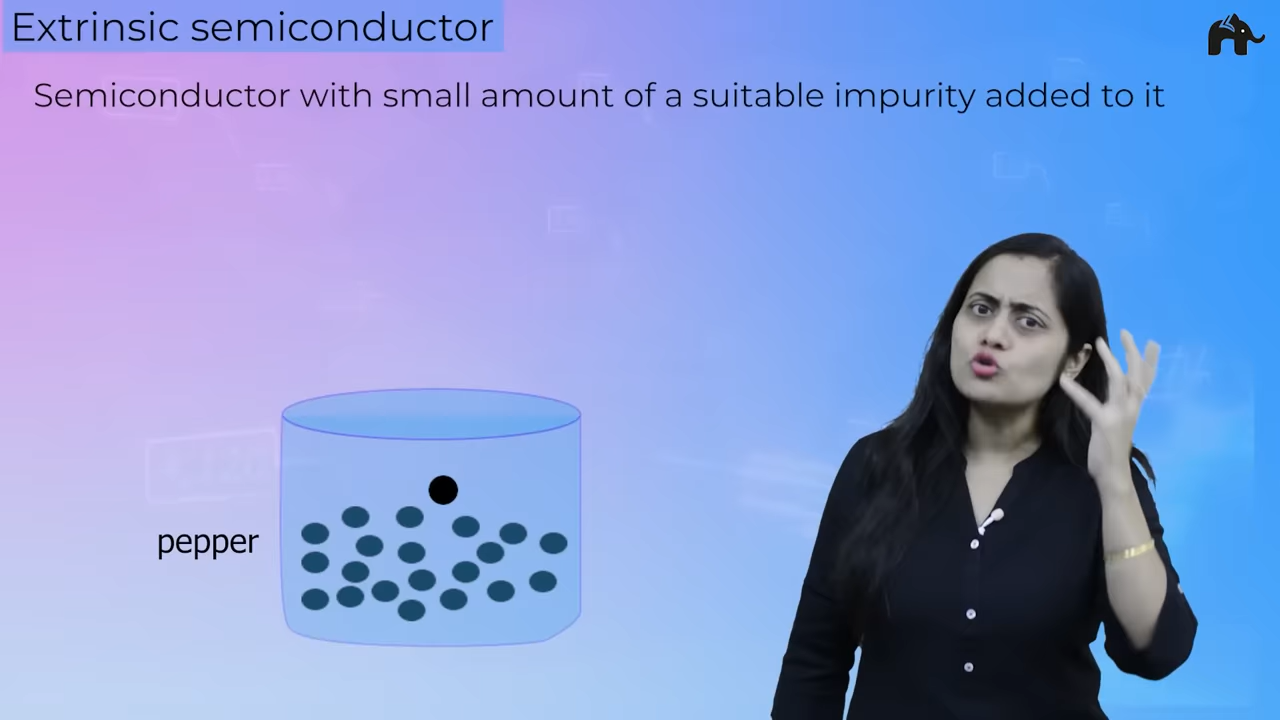 Extrinsic semiconductor
Semiconductor with small amount of a suitable impurity added to it
pepper